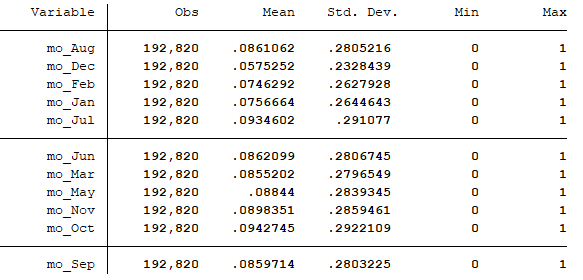 Variable Obs Mean Std. Dev. Min Max
mo_Aug 192,820 .0861062 .2805216 0 1
mo_Dec 192,820 .0575252 .2328439 0 1
mo_Feb 192,820 .0746292 .2627928 0 1
mo_Jan 192,820 .0756664 .2644643 0 1
mo_Jul 192,820 .0934602 .291077 0 1
mo_Jun 192,820 .0862099 .2806745 0 1
mo_Mar 192,820 .0855202 .2796549 0 1
mo_May 192,820 .08844 .2839345 0 1
mo_Nov 192,820 .0898351 .2859461 0 1
mo_Oct 192,820 .0942745 .2922109 0 1
mo_Sep 192,820 .0859714 .2803225 0 1